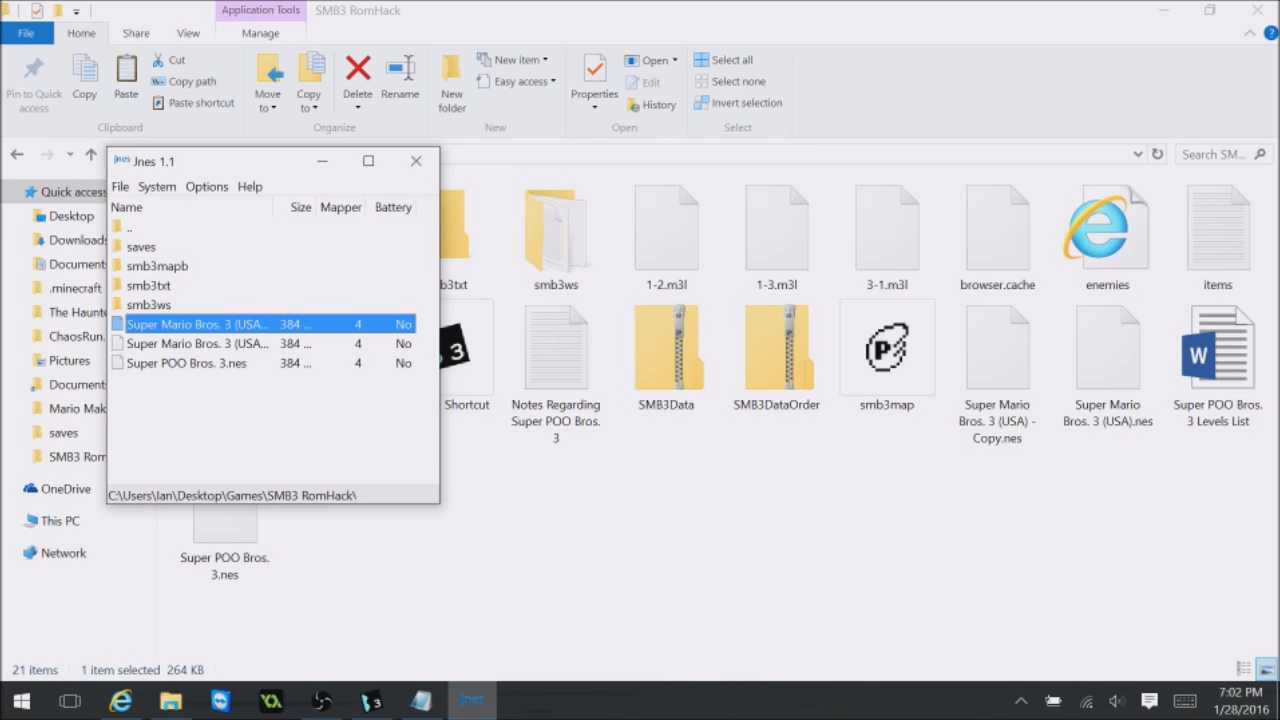 Application Tools
SMB3 RomHack
File
Home
Share
View
Manage
Pin to Quick
access
Copy
Paste
Cut
Copy path
Paste shortcut
Clipboard
Move
to
Copy
to
Delete
Rename
Organize
New
folder
New item
Easy access
New
Properties
Open
Edit
History
Open
Select all
Select none
Invert selection
Select
Search SM...
Quick access
Desktop
Downloads
Documents
.minecraft
The Haunte
ChaosRun.
Pictures
Documents
Mario Mak
saves
SMB3 Rom
OneDrive
This PC
Network
Jnes Jnes 1.1
File System Options Help
Name Size Mapper Battery
..
saves
smb3mapb
smb3txt
smb3ws
Super Mario Bros. 3 (USA... 384 ... 4 No
Super Mario Bros. 3 (USA... 384 ... 4 No
Super POO Bros. 3.nes 384 ... 4 No
C:\Users\Ian\Desktop\Games\SMB3 RomHack\
b3txt
smb3ws
1-2.m3l
1-3.m3l
3-1.m3l
browser.cache
enemies
items
3
Shortcut
Notes Regarding
Super POO Bros.
3
SMB3Data
SMB3DataOrder
P
smb3map
Super Mario
Bros. 3 (USA) -
Copy.nes
Super Mario
Bros. 3 (USA).nes
W
Super POO Bros.
3 Levels List
Super POO Bros.
3.nes
21 items 1 item selected 264 KB
3
Jnes
7:02 PM
1/28/2016